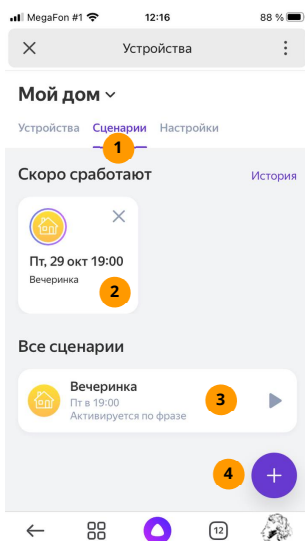 MegaFon #1 12:16 88 %
Устройства
Мой дом
Устройства Сценарии Настройки
1
Скоро сработают История
Пт, 29 окт 19:00
Вечеринка
2
Все сценарии
Вечеринка
Пт в 19:00
Активируется по фразе
3
4
12